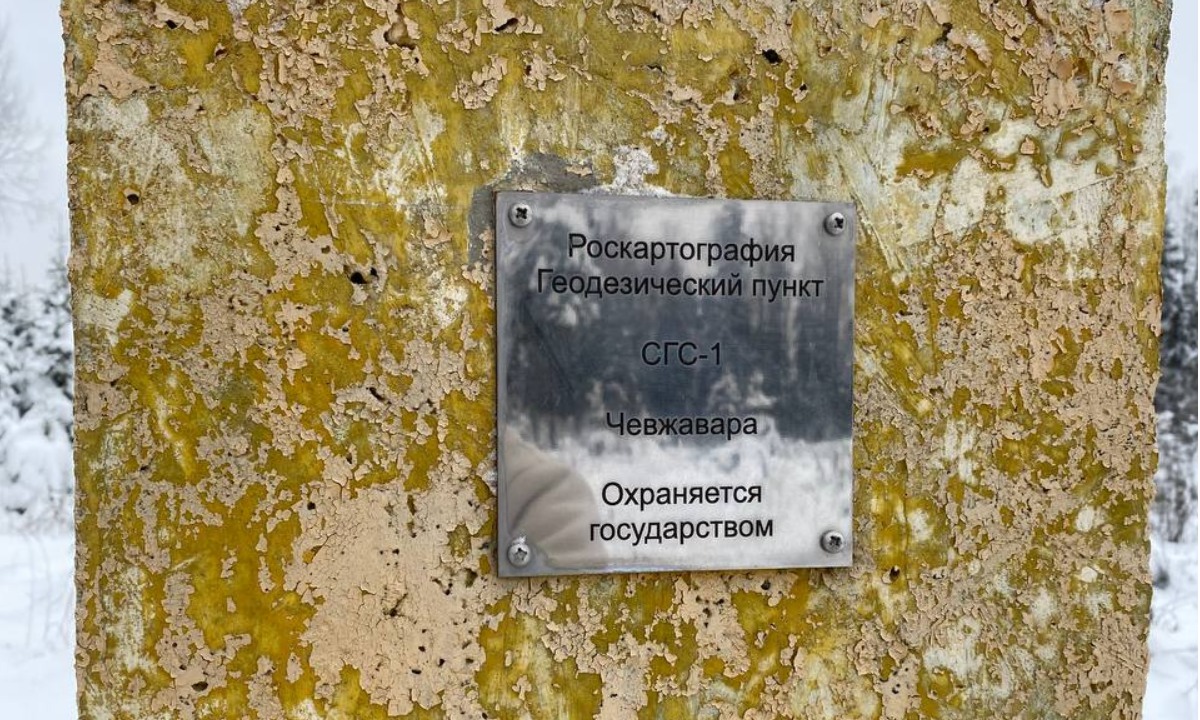 Роскартография
Геодезический пункт
СГС-1
Чевжавара
Охраняется
государством